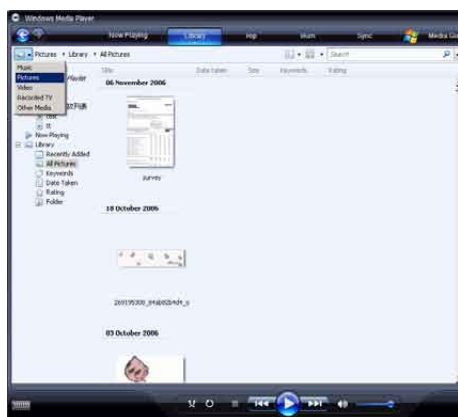 Windows Media Player
Now Playing Library Rip Burn Sync Media Gu
Pictures Library All Pictures Search
Music
Pictures
Video
Recorded TV
Other Media
Playlist
Title Date taken Size Keywords Rating
Now Playing
Library
Recently Added
All Pictures
Keywords
Date Taken
Rating
Folder
06 November 2006
survey
10 October 2006
03 October 2006